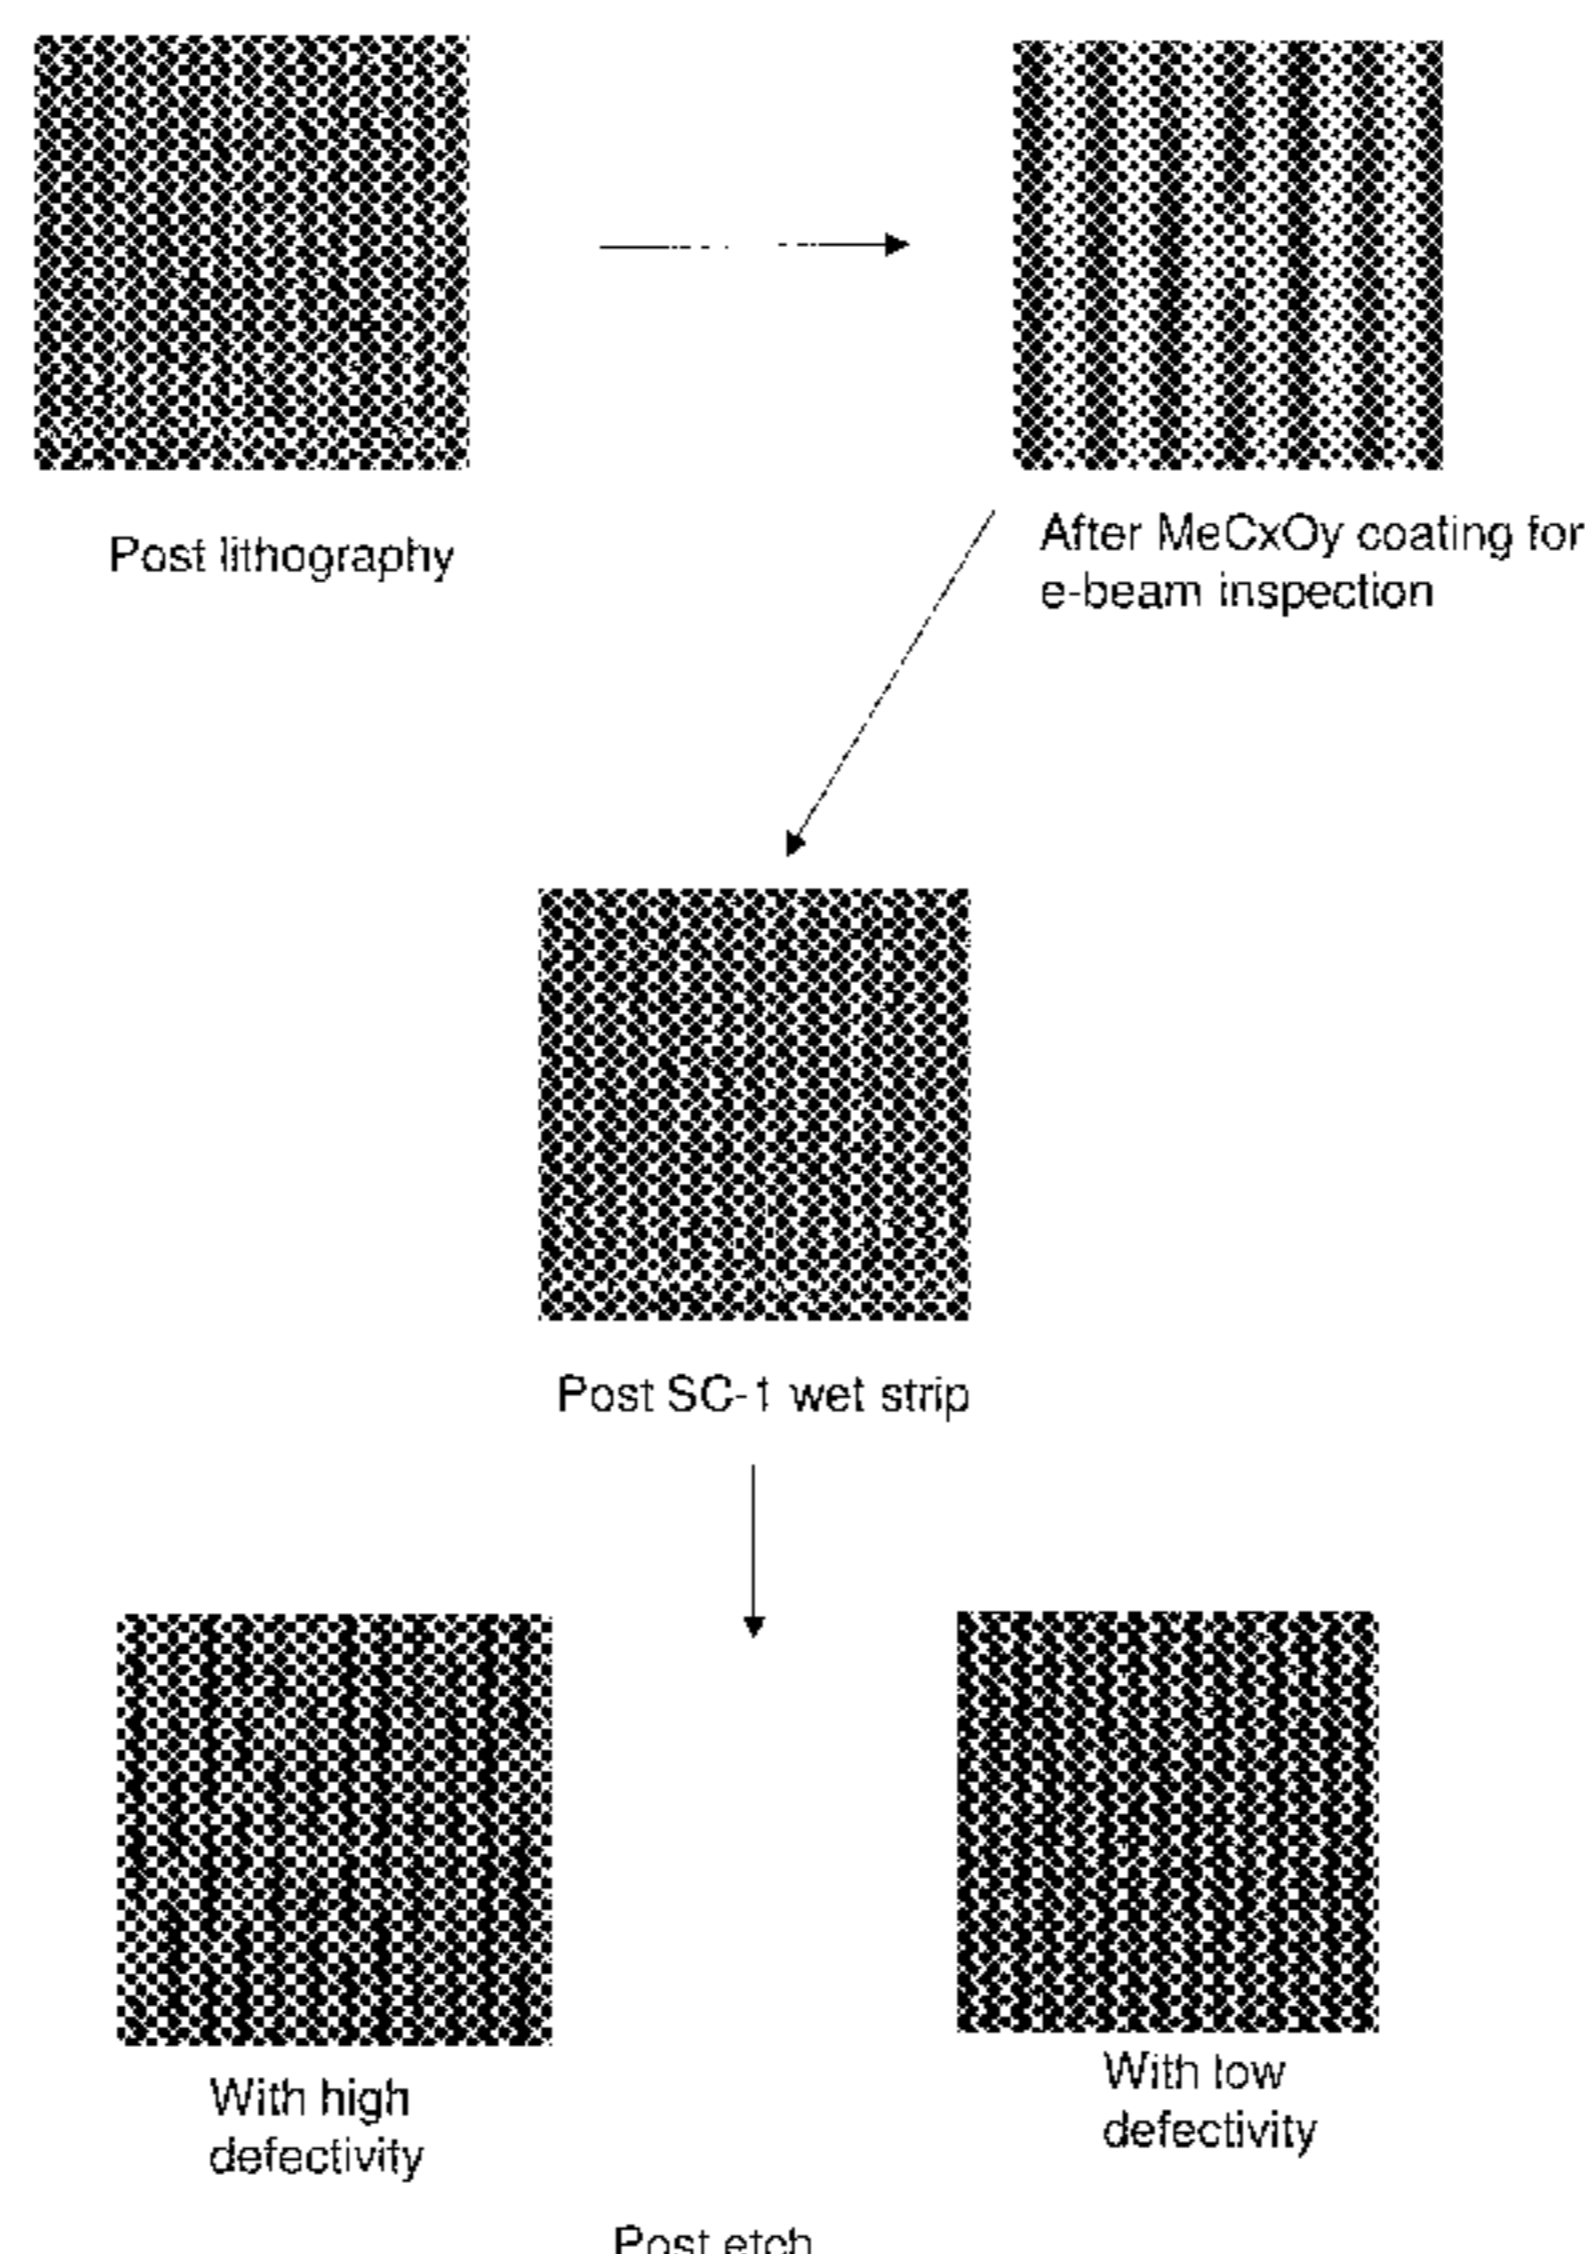 Post lithography
After MeCxOy coating for
e-beam inspection
Post SC-1 wet strip
With high
defectivity
With low
defectivity
Post etch